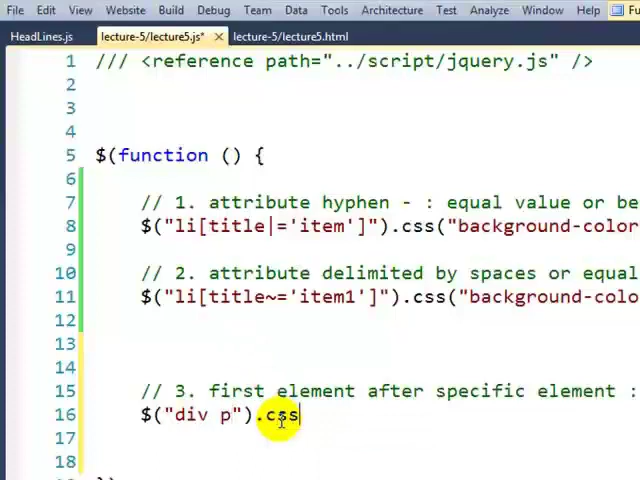 File Edit View Website Build Debug Team Data Tools Architecture Test Analyze Window Help Fu
HeadLines.js lecture-5/lecture5.js* × lecture-5/lecture5.html
1 /// <reference path="../script/jquery.js" />
2
3
4
5 $(function () {
6
7 // 1. attribute hyphen - : equal value or be
8 $("li[title|='item']").css("background-color
9
10 // 2. attribute delimited by spaces or equal
11 $("li[title~='item1']").css("background-colo
12
13
14
15 // 3. first element after specific element :
16 $("div p").css
17
18
})